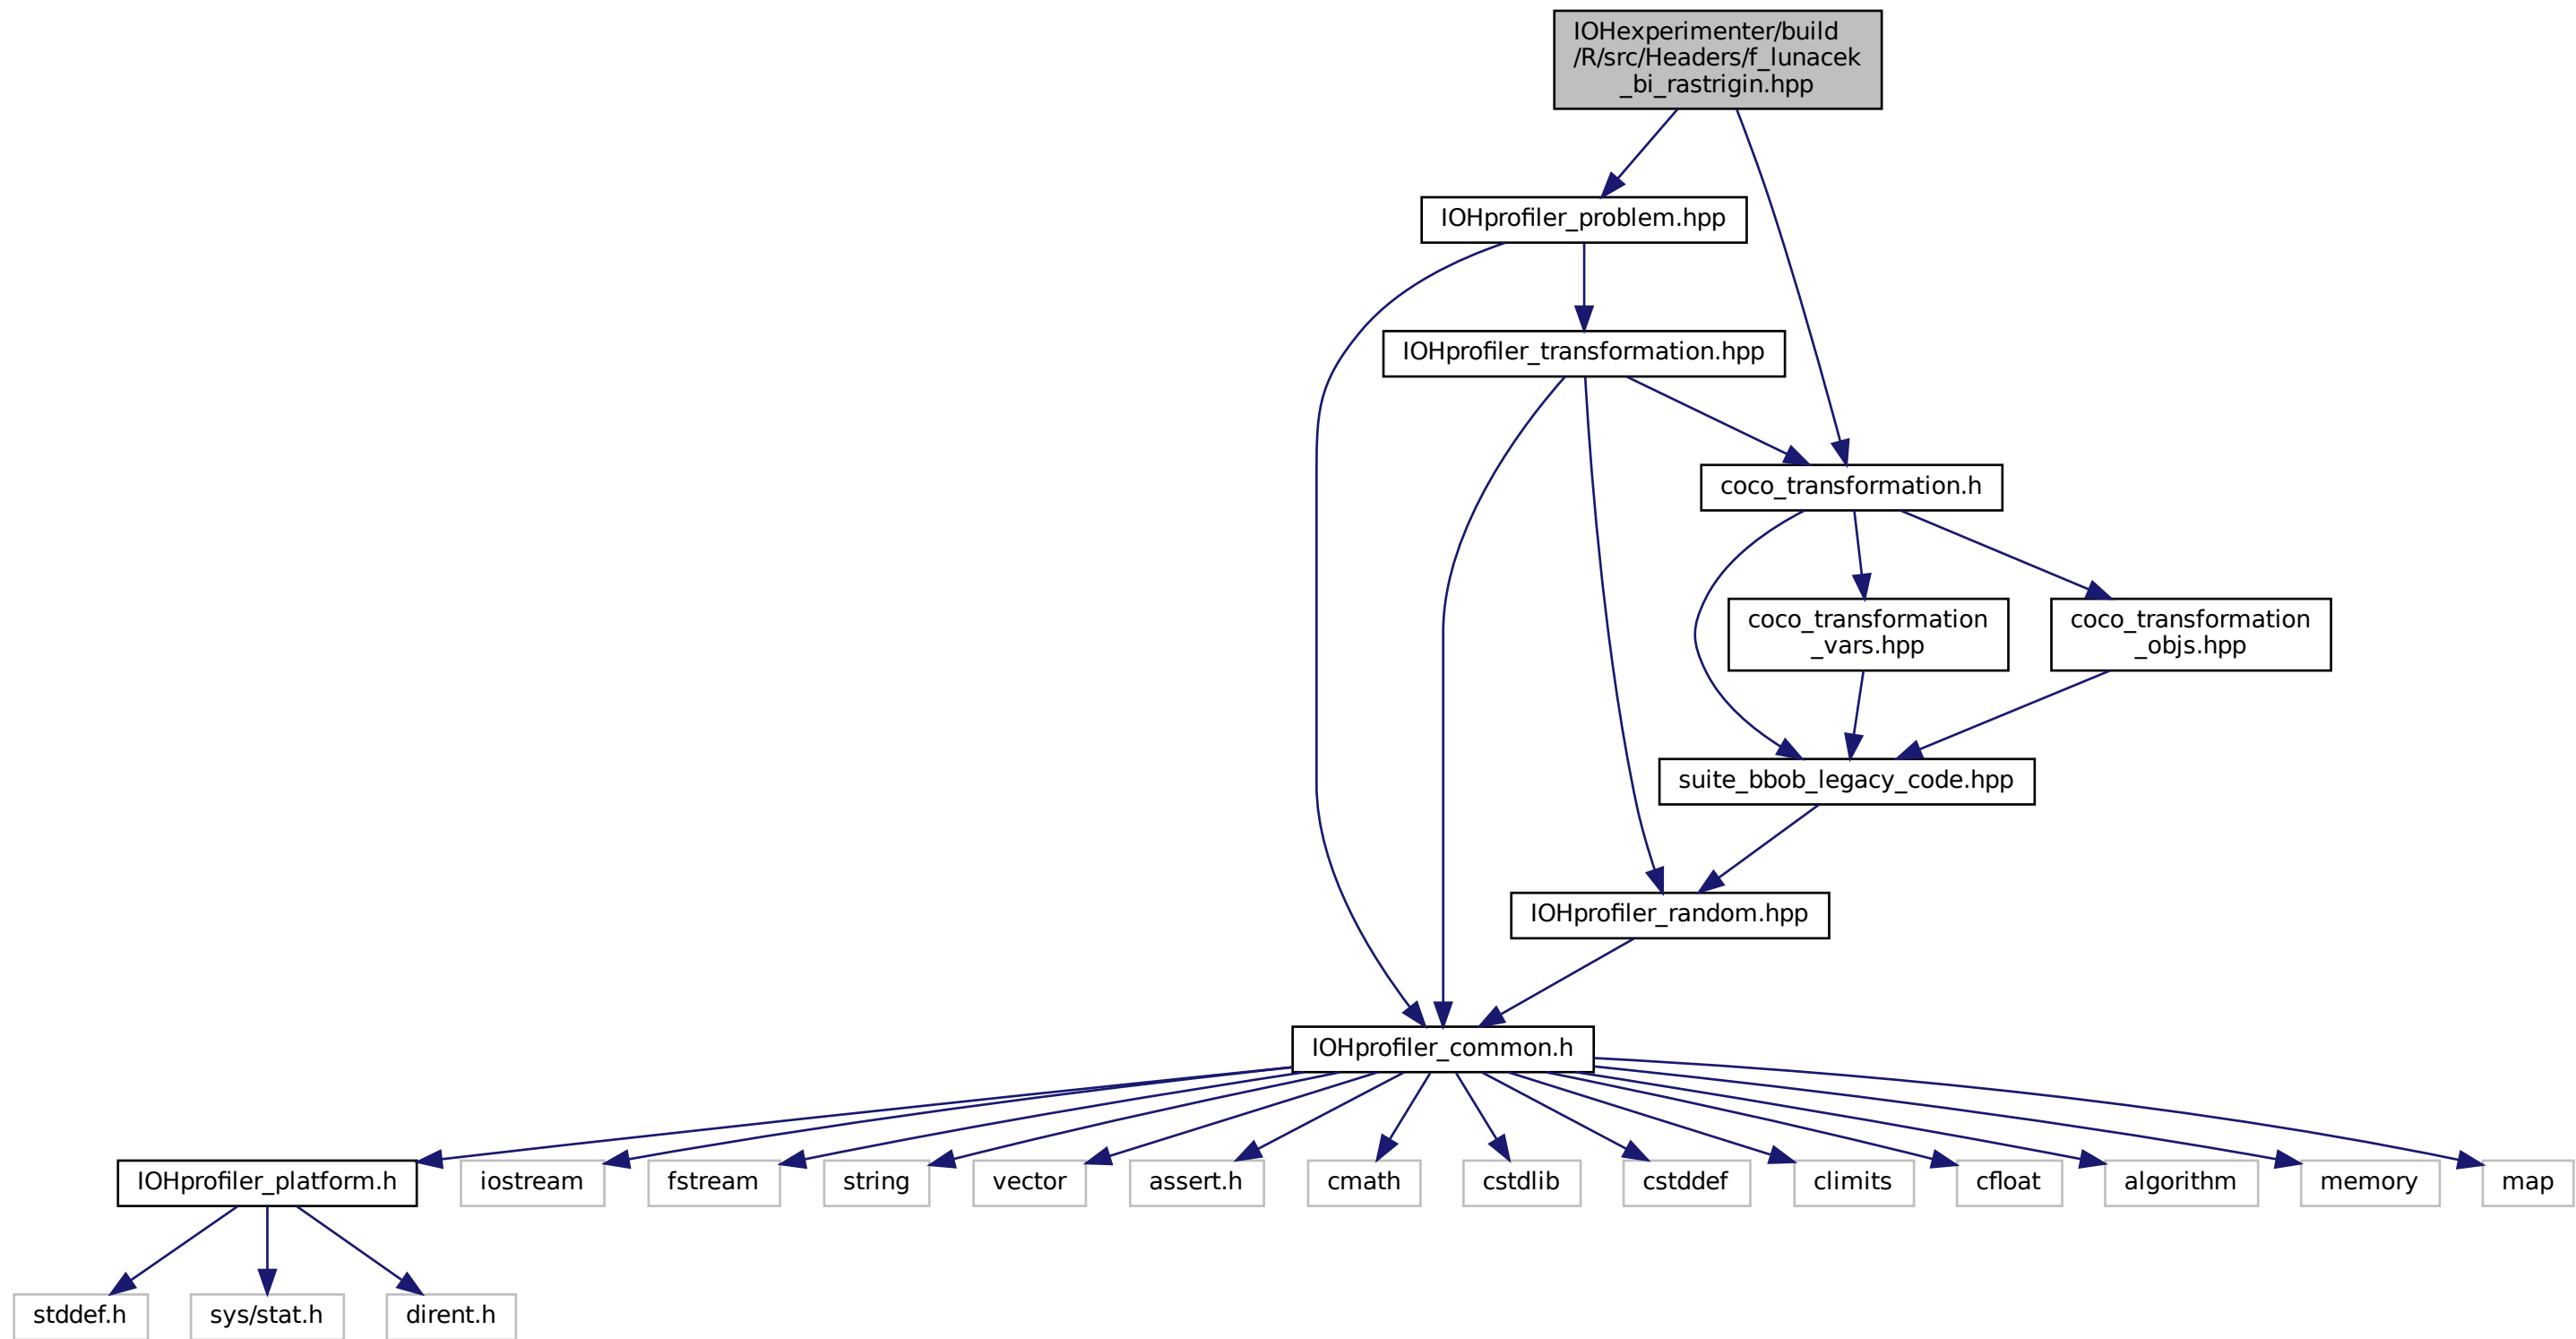 IOHexperimenter/build
/R/src/Headers/f_lunacek
_bi_rastrigin.hpp
IOHprofiler_problem.hpp
IOHprofiler_transformation.hpp
coco_transformation.h
coco_transformation
_vars.hpp
coco_transformation
_objs.hpp
suite_bbob_legacy_code.hpp
IOHprofiler_random.hpp
IOHprofiler_common.h
IOHprofiler_platform.h
iostream
fstream
string
vector
assert.h
cmath
cstdlib
cstddef
climits
cfloat
algorithm
memory
map
stddef.h
sys/stat.h
dirent.h